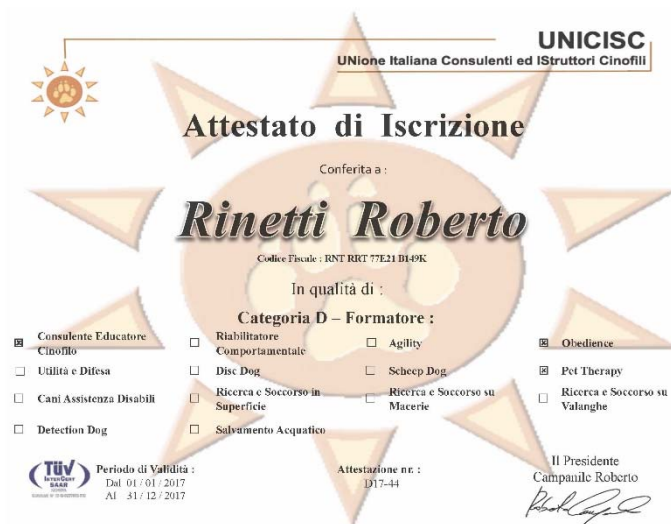 UNICISC
UNione Italiana Consulenti ed IStruttori Cinofili
Attestato di Iscrizione
Conferita a :
Rinetti Roberto
Codice Fiscale : RNT RRT 77E21 B149K
In qualità di :
Categoria D – Formatore :
☒ Consulente Educatore Cinofilo
☐ Riabilitatore Comportamentale
☐ Agility
☒ Obedience
☐ Utilità e Difesa
☐ Disc Dog
☐ Scheep Dog
☒ Pet Therapy
☐ Cani Assistenza Disabili
☐ Ricerca e Soccorso in Superficie
☐ Ricerca e Soccorso su Macerie
☐ Ricerca e Soccorso su Valanghe
☐ Detection Dog
☐ Salvamento Acquatico
TÜV
INTERCERT
SAAR
Periodo di Validità :
Dal 01 / 01 / 2017
Al 31 / 12 / 2017
Attestazione nr. :
D17-44
Il Presidente
Campanile Roberto